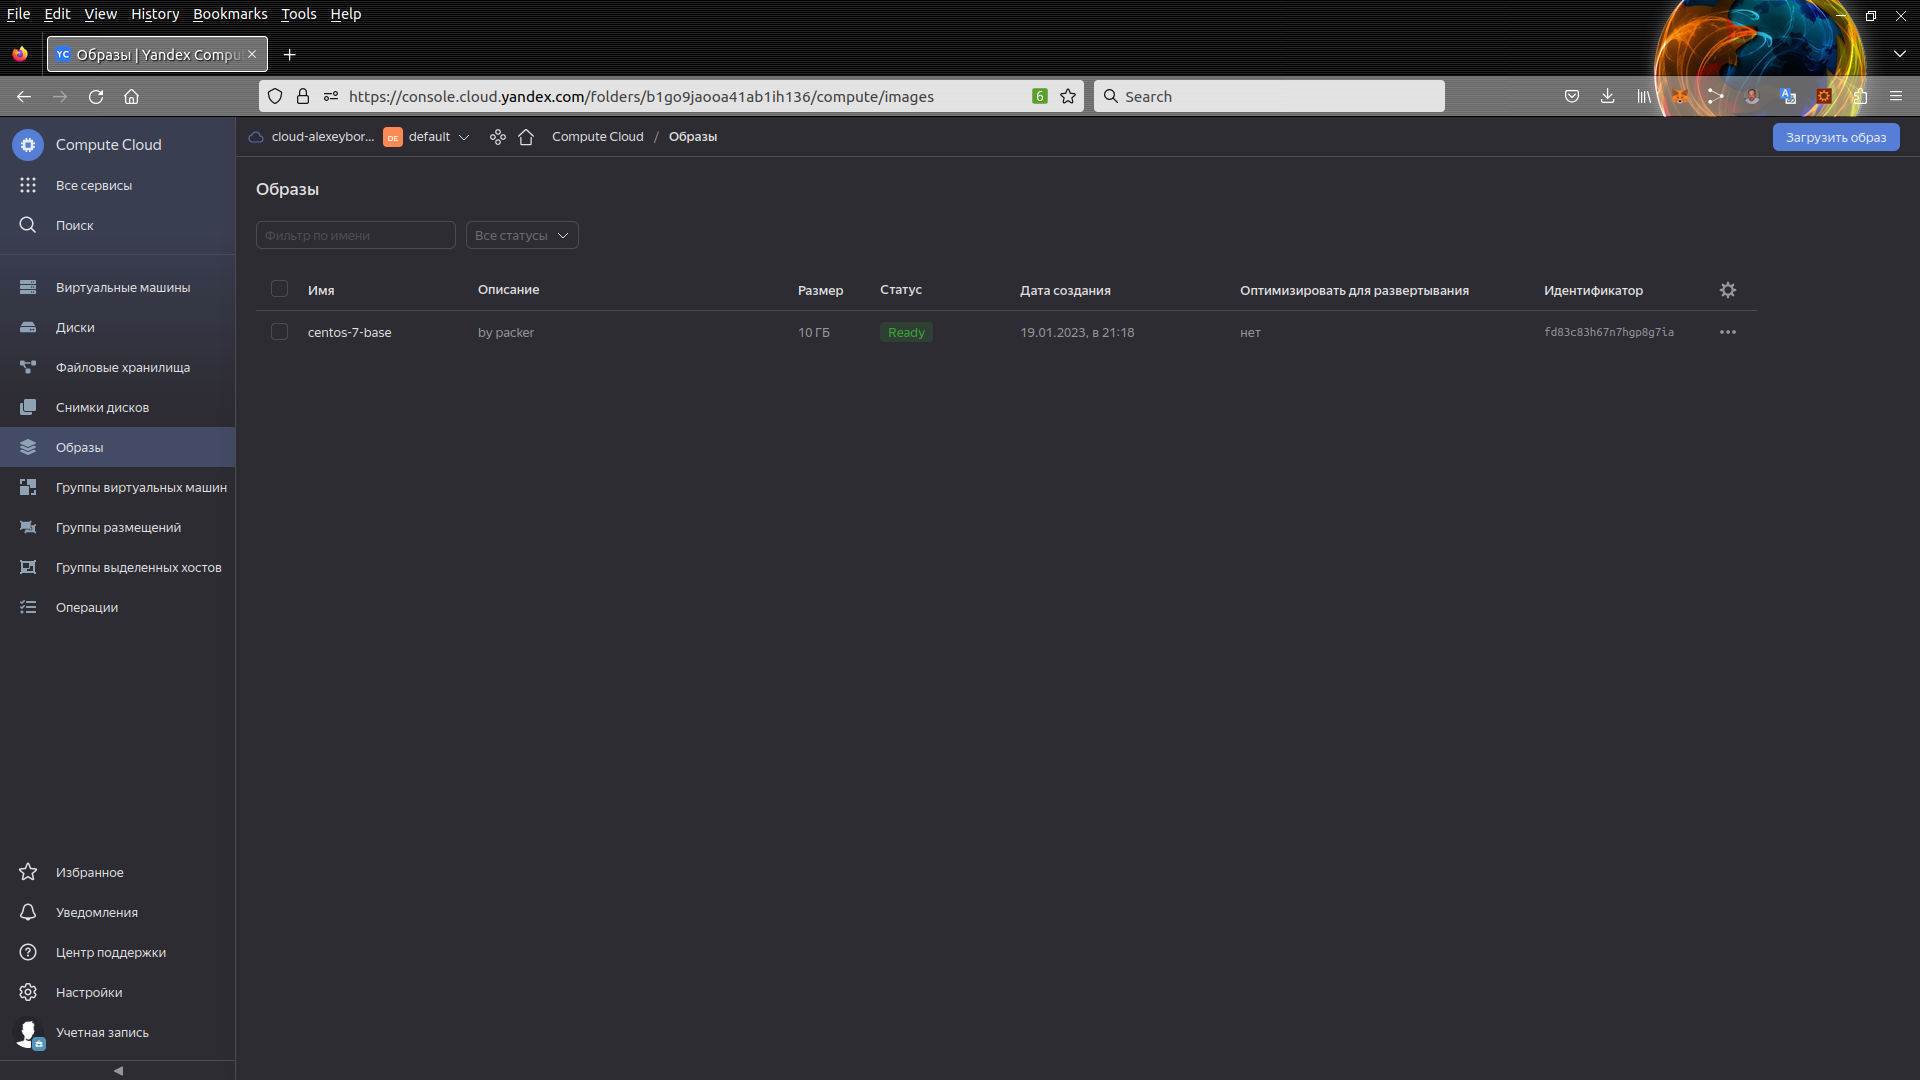 File Edit View History Bookmarks Tools Help
YC Образы | Yandex Compu
https://console.cloud.yandex.com/folders/b1go9jaooa41ab1ih136/compute/images 6 Search
Compute Cloud
Все сервисы
Поиск
Виртуальные машины
Диски
Файловые хранилища
Снимки дисков
Образы
Группы виртуальных машин
Группы размещений
Группы выделенных хостов
Операции
Избранное
Уведомления
Центр поддержки
Настройки
Учетная запись
cloud-alexeybor... DE default Compute Cloud / Образы Загрузить образ
Образы
Фильтр по имени Все статусы
Имя Описание Размер Статус Дата создания Оптимизировать для развертывания Идентификатор
centos-7-base by packer 10 ГБ Ready 19.01.2023, в 21:18 нет fd83c83h67n7hgp8g7ia